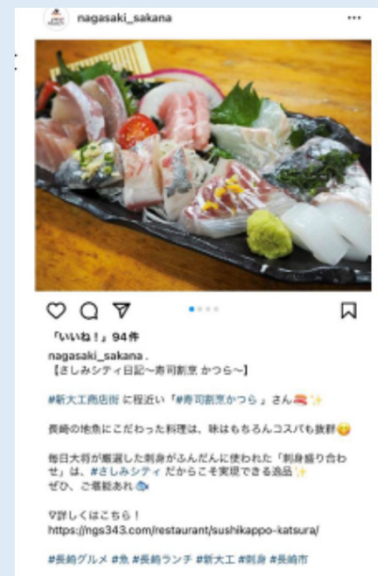 nagasaki_sakana
「いいね！」94件
nagasaki_sakana .
【さしみシティ日記〜寿司割烹 かつら〜】
#新大工商店街 に程近い「#寿司割烹かつら 」さん🍣✨
長崎の地魚にこだわった料理は、味はもちろんコスパも抜群😋
毎日大将が厳選した刺身がふんだんに使われた「刺身盛り合わ
せ」は、#さしみシティ だからこそ実現できる逸品✨
ぜひ、ご堪能あれ🐟
▽詳しくはこちら！
https://ngs343.com/restaurant/sushikappo-katsura/
#長崎グルメ #魚 #長崎ランチ #新大工 #刺身 #長崎市